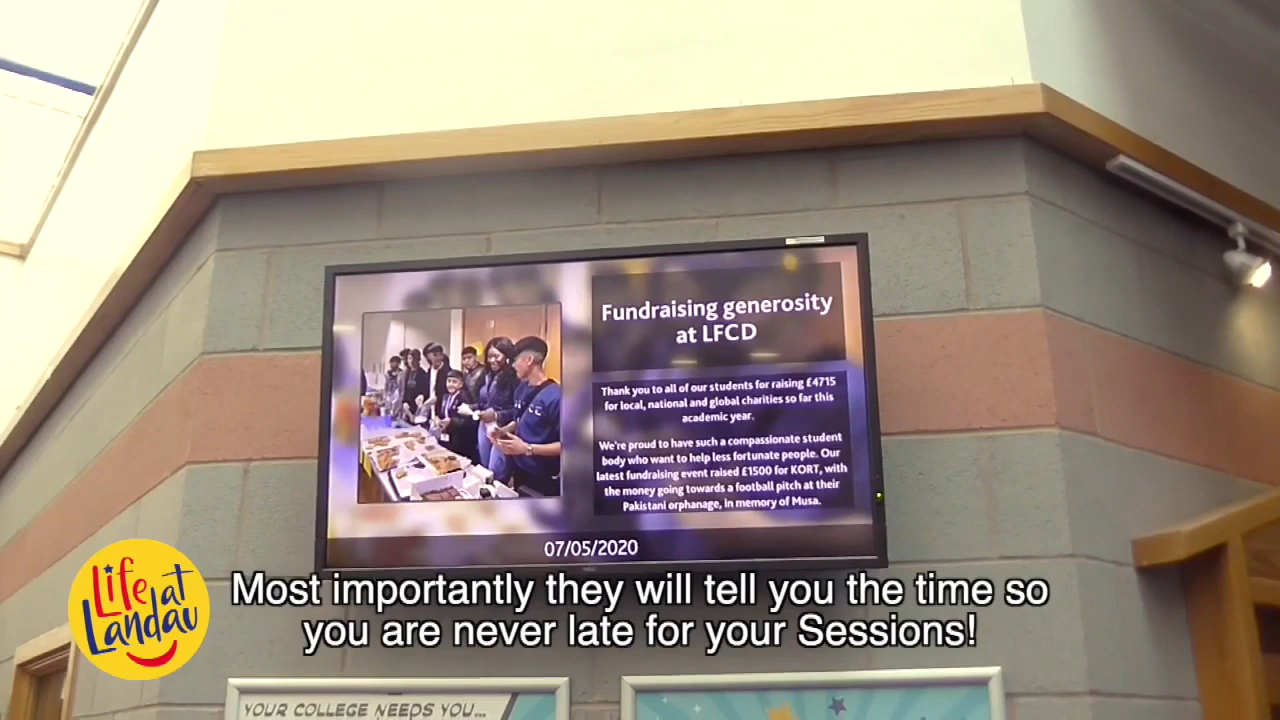 Fundraising generosity
at LFCD
Thank you to all of our students for raising £4715
for local, national and global charities so far this
academic year.
We're proud to have such a compassionate student
body who want to help less fortunate people. Our
latest fundraising event raised £1500 for KORT, with
the money going towards a football pitch at their
Pakistani orphanage, in memory of Musa.
07/05/2020
Life
at
Landau
Most importantly they will tell you the time so
you are never late for your Sessions!
YOUR COLLEGE NEEDS YOU...